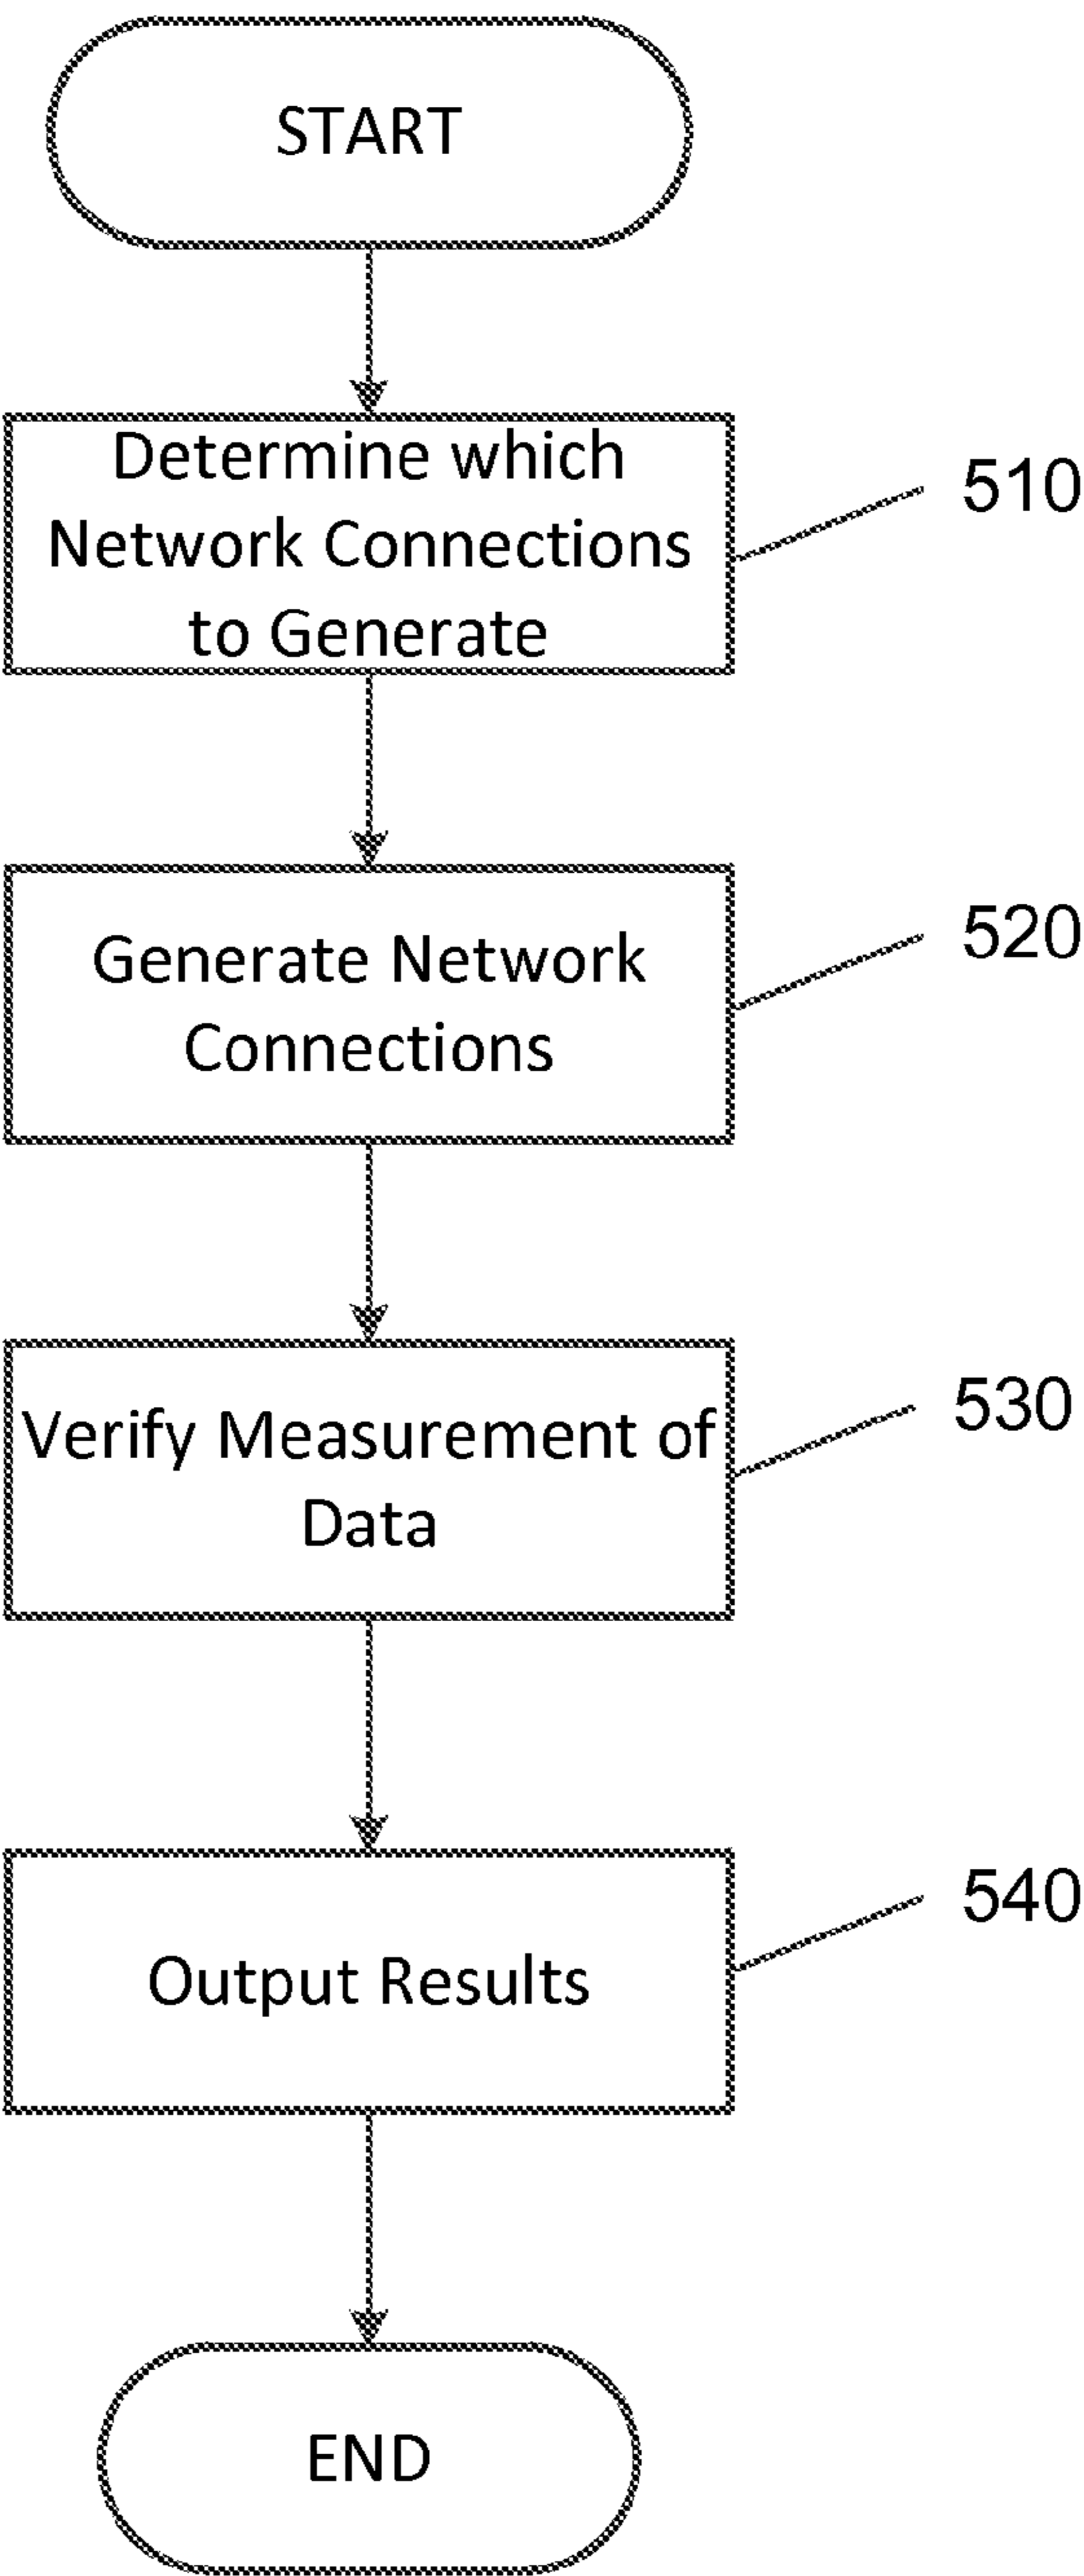 START
Determine which
Network Connections
to Generate
510
Generate Network
Connections
520
Verify Measurement of
Data
530
Output Results
540
END